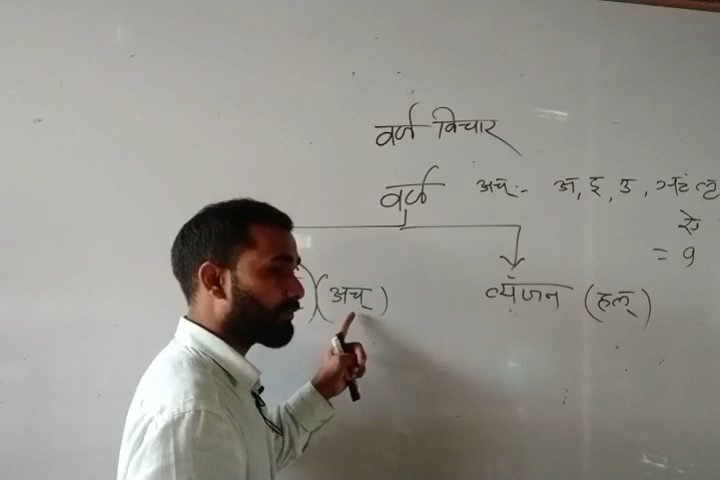 वर्ण विचार
वर्ण अच् :- अ, इ, उ, ऋ लृ
ऐ
= 9
(अच्) व्यंजन (हल्)